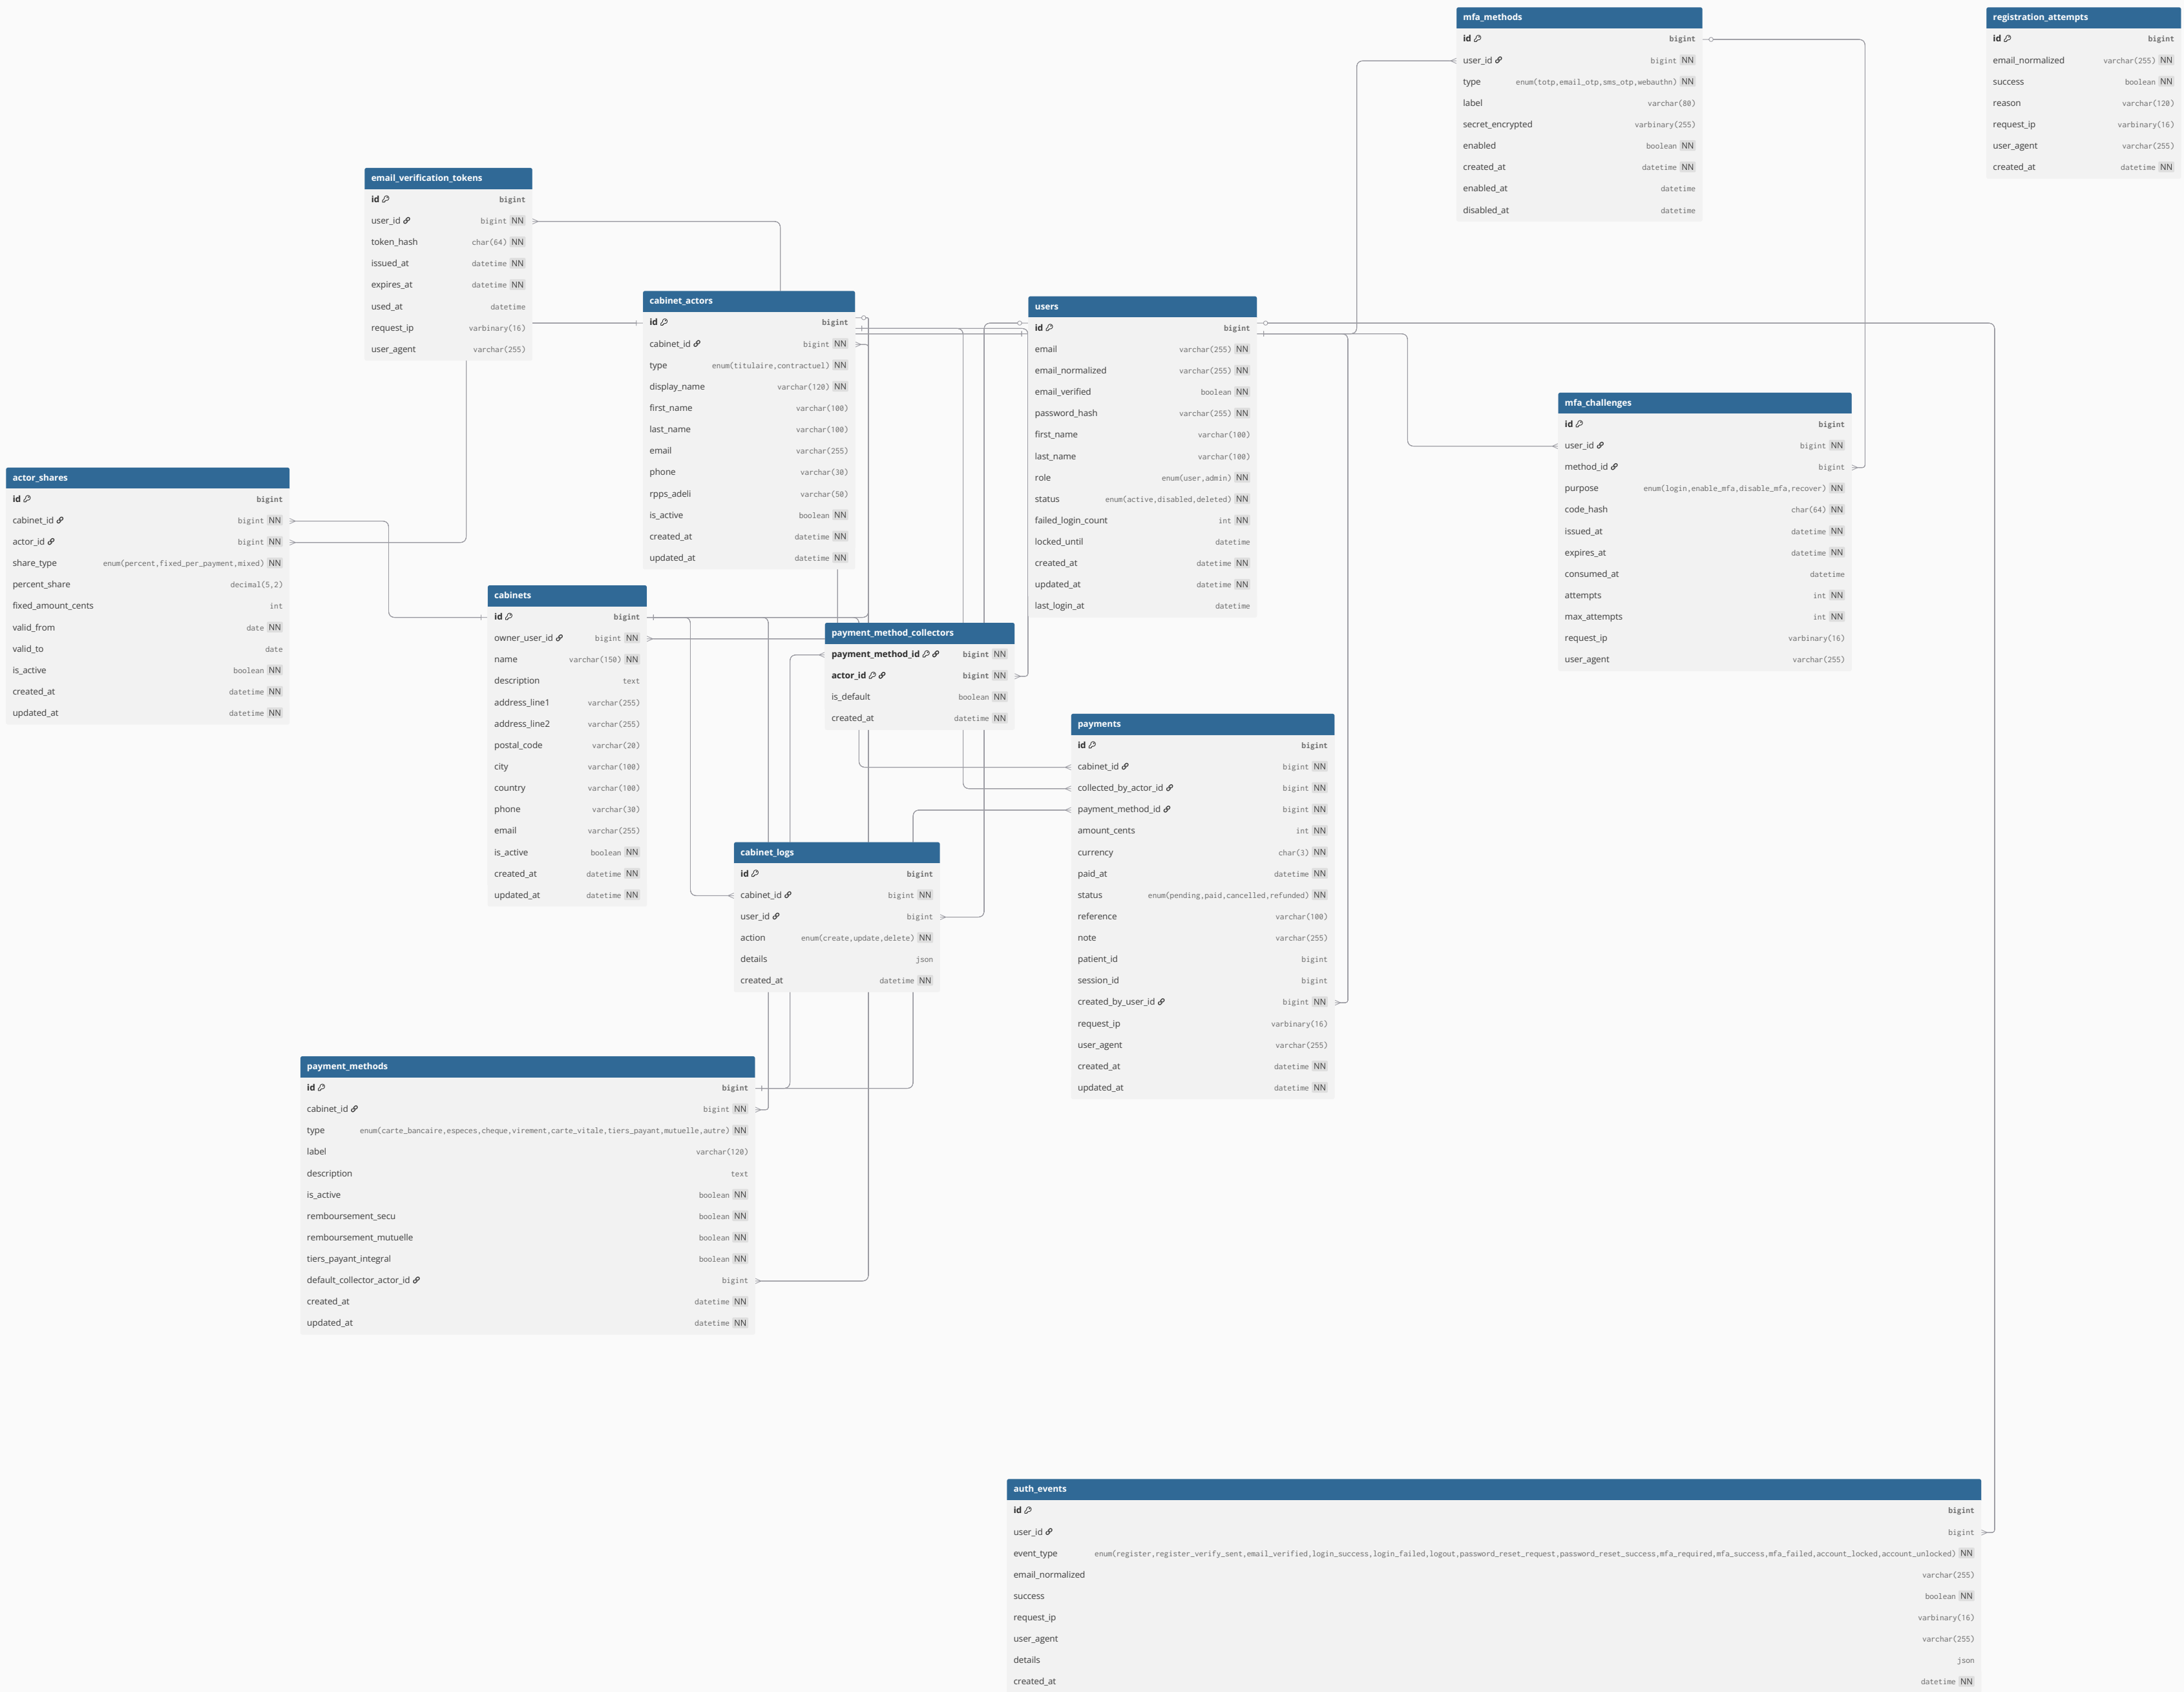 mfa_methods
id bigint
user_id bigint NN
type enum(totp,email_otp,sms_otp,webauthn) NN
label varchar(80)
secret_encrypted varbinary(255)
enabled boolean NN
created_at datetime NN
enabled_at datetime
disabled_at datetime
registration_attempts
id bigint
email_normalized varchar(255) NN
success boolean NN
reason varchar(120)
request_ip varbinary(16)
user_agent varchar(255)
created_at datetime NN
email_verification_tokens
id bigint
user_id bigint NN
token_hash char(64) NN
issued_at datetime NN
expires_at datetime NN
used_at datetime
request_ip varbinary(16)
user_agent varchar(255)
cabinet_actors
id bigint
cabinet_id bigint NN
type enum(titulaire,contractuel) NN
display_name varchar(120) NN
first_name varchar(100)
last_name varchar(100)
email varchar(255)
phone varchar(30)
rpps_adeli varchar(50)
is_active boolean NN
created_at datetime NN
updated_at datetime NN
users
id bigint
email varchar(255) NN
email_normalized varchar(255) NN
email_verified boolean NN
password_hash varchar(255) NN
first_name varchar(100)
last_name varchar(100)
role enum(user,admin) NN
status enum(active,disabled,deleted) NN
failed_login_count int NN
locked_until datetime
created_at datetime NN
updated_at datetime NN
last_login_at datetime
mfa_challenges
id bigint
user_id bigint NN
method_id bigint
purpose enum(login,enable_mfa,disable_mfa,recover) NN
code_hash char(64) NN
issued_at datetime NN
expires_at datetime NN
consumed_at datetime
attempts int NN
max_attempts int NN
request_ip varbinary(16)
user_agent varchar(255)
actor_shares
id bigint
cabinet_id bigint NN
actor_id bigint NN
share_type enum(percent,fixed_per_payment,mixed) NN
percent_share decimal(5,2)
fixed_amount_cents int
valid_from date NN
valid_to date
is_active boolean NN
created_at datetime NN
updated_at datetime NN
cabinets
id bigint
owner_user_id bigint NN
name varchar(150) NN
description text
address_line1 varchar(255)
address_line2 varchar(255)
postal_code varchar(20)
city varchar(100)
country varchar(100)
phone varchar(30)
email varchar(255)
is_active boolean NN
created_at datetime NN
updated_at datetime NN
payment_method_collectors
payment_method_id bigint NN
actor_id bigint NN
is_default boolean NN
created_at datetime NN
payments
id bigint
cabinet_id bigint NN
collected_by_actor_id bigint NN
payment_method_id bigint NN
amount_cents int NN
currency char(3) NN
paid_at datetime NN
status enum(pending,paid,cancelled,refunded) NN
reference varchar(100)
note varchar(255)
patient_id bigint
session_id bigint
created_by_user_id bigint NN
request_ip varbinary(16)
user_agent varchar(255)
created_at datetime NN
updated_at datetime NN
cabinet_logs
id bigint
cabinet_id bigint NN
user_id bigint
action enum(create,update,delete) NN
details json
created_at datetime NN
payment_methods
id bigint
cabinet_id bigint NN
type enum(carte_bancaire,especes,cheque,virement,carte_vitale,tiers_payant,mutuelle,autre) NN
label varchar(120)
description text
is_active boolean NN
remboursement_secu boolean NN
remboursement_mutuelle boolean NN
tiers_payant_integral boolean NN
default_collector_actor_id bigint
created_at datetime NN
updated_at datetime NN
auth_events
id bigint
user_id bigint
event_type enum(register,register_verify_sent,email_verified,login_success,login_failed,logout,password_reset_request,password_reset_success,mfa_required,mfa_success,mfa_failed,account_locked,account_unlocked) NN
email_normalized varchar(255)
success boolean NN
request_ip varbinary(16)
user_agent varchar(255)
details json
created_at datetime NN